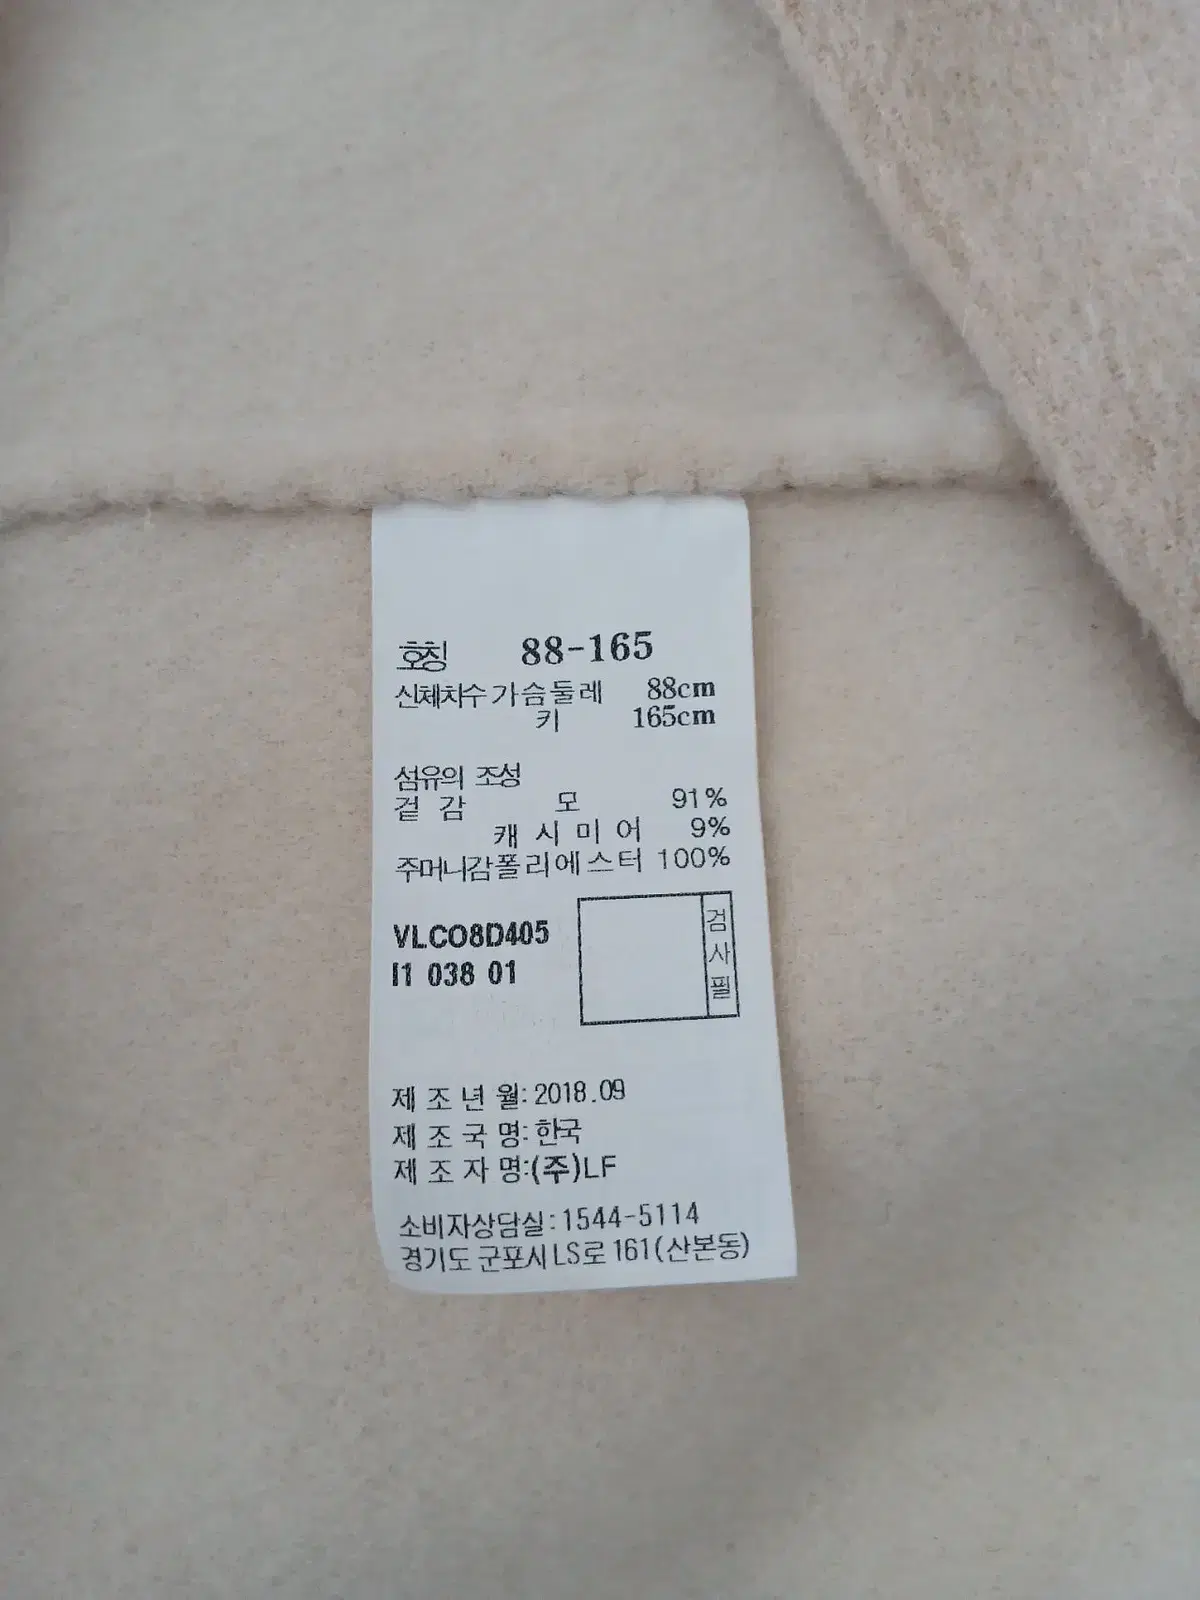 호칭 88-165
신체치수 가슴둘레 88cm
키 165cm
섬유의 조성
겉 감 모 91%
캐 시 미 어 9%
주머니감 폴리에스터 100%
VLCO8D405
I1 038 01
검사필
제 조 년 월: 2018.09
제 조 국 명: 한국
제 조 자 명:(주)LF
소비자상담실:1544-5114
경기도 군포시 LS로 161(산본동)